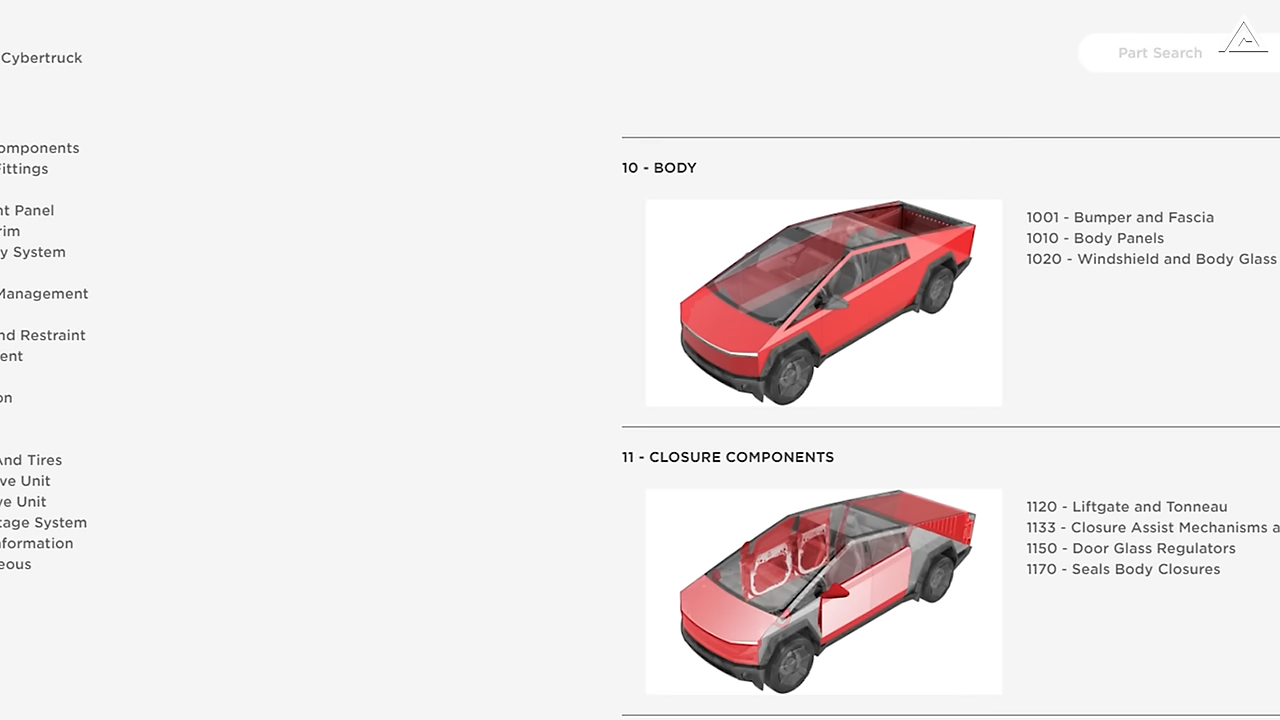 Cybertruck
Part Search
omponents
Fittings
nt Panel
rim
y System
Management
nd Restraint
ent
on
And Tires
ve Unit
ve Unit
tage System
nformation
eous
10 - BODY
1001 - Bumper and Fascia
1010 - Body Panels
1020 - Windshield and Body Glass
11 - CLOSURE COMPONENTS
1120 - Liftgate and Tonneau
1133 - Closure Assist Mechanisms a
1150 - Door Glass Regulators
1170 - Seals Body Closures